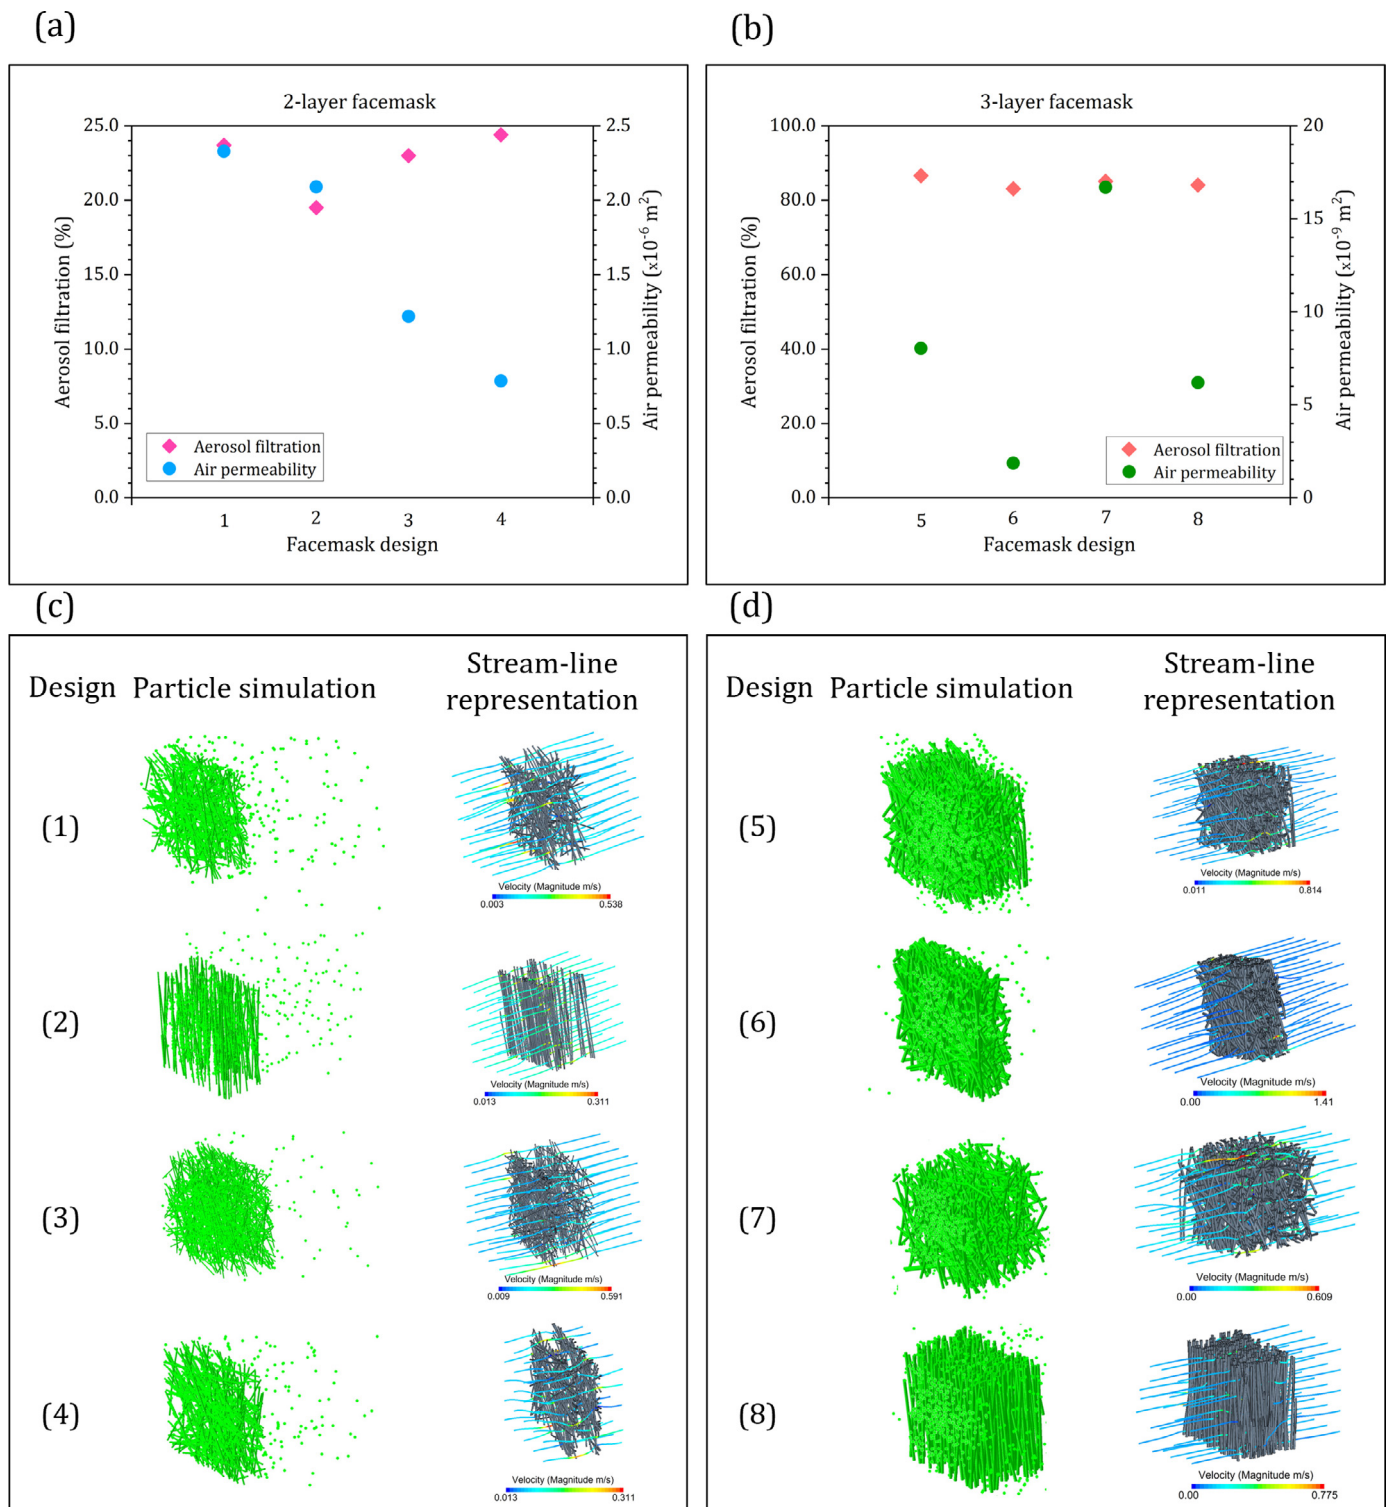 (a)
2-layer facemask
25.0
20.0
15.0
10.0
5.0
0.0
Aerosol filtration (%)
2.5
2.0
1.5
1.0
0.5
0.0
Air permeability (x10⁻⁶ m²)
Aerosol filtration
Air permeability
1 2 3 4
Facemask design
(b)
3-layer facemask
100.0
80.0
60.0
40.0
20.0
0.0
Aerosol filtration (%)
20
15
10
5
0
Air permeability (x10⁻⁹ m²)
Aerosol filtration
Air permeability
5 6 7 8
Facemask design
(c)
Design Particle simulation Stream-line
representation
(1)
Velocity (Magnitude m/s)
0.003 0.538
(2)
Velocity (Magnitude m/s)
0.013 0.311
(3)
Velocity (Magnitude m/s)
0.009 0.591
(4)
Velocity (Magnitude m/s)
0.013 0.311
(d)
Design Particle simulation Stream-line
representation
(5)
Velocity (Magnitude m/s)
0.011 0.814
(6)
Velocity (Magnitude m/s)
0.00 1.41
(7)
Velocity (Magnitude m/s)
0.00 0.609
(8)
Velocity (Magnitude m/s)
0.00 0.775